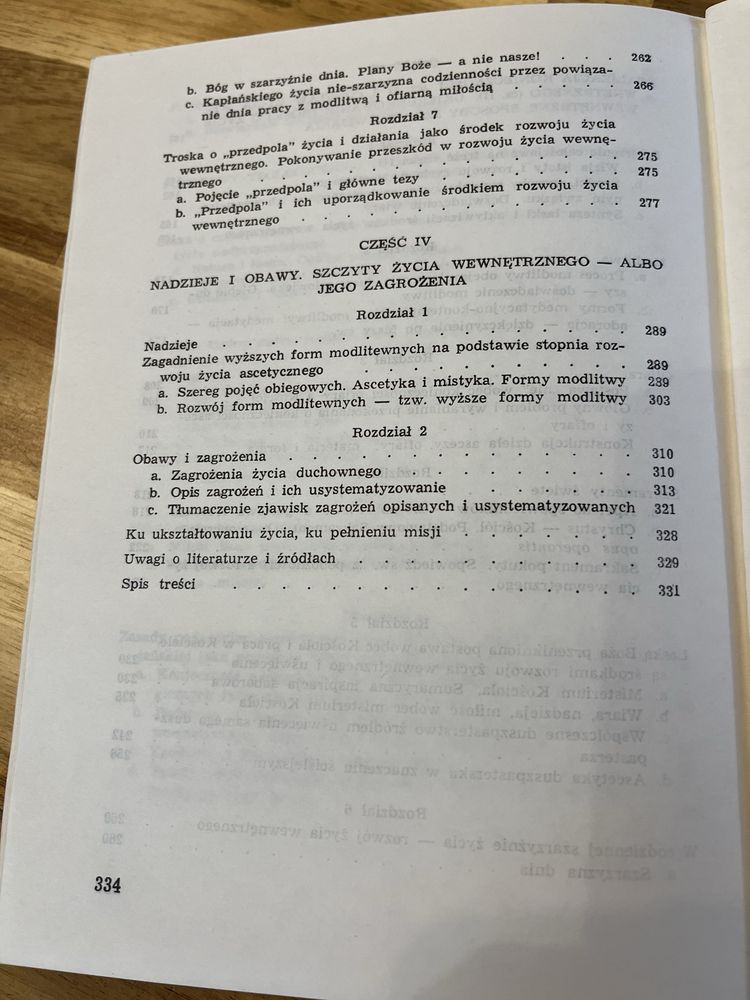 b. Bóg w szarzyźnie dnia. Plany Boże — a nie nasze! . . . 262
c. Kapłańskiego życia nie-szarzyzna codzienności przez powiąza-
nie dnia pracy z modlitwą i ofiarną miłością . . . . . 266
Rozdział 7
Troska o „przedpola” życia i działania jako środek rozwoju życia
wewnętrznego. Pokonywanie przeszkód w rozwoju życia wewnę-
trznego . . . . . . . . . . . . . 275
a. Pojęcie „przedpola” i główne tezy . . . . . . . 275
b. „Przedpola” i ich uporządkowanie środkiem rozwoju życia
wewnętrznego . . . . . . . . . . . . 277
CZĘŚĆ IV
NADZIEJE I OBAWY. SZCZYTY ŻYCIA WEWNĘTRZNEGO — ALBO
JEGO ZAGROŻENIA
Rozdział 1
Nadzieje . . . . . . . . . . . . . . . 289
Zagadnienie wyższych form modlitewnych na podstawie stopnia roz-
woju życia ascetycznego . . . . . . . . . . 289
a. Szereg pojęć obiegowych. Ascetyka i mistyka. Formy modlitwy 289
b. Rozwój form modlitewnych — tzw. wyższe formy modlitwy 303
Rozdział 2
Obawy i zagrożenia . . . . . . . . . . . . 310
a. Zagrożenia życia duchownego . . . . . . . . . 310
b. Opis zagrożeń i ich usystematyzowanie . . . . . . 313
c. Tłumaczenie zjawisk zagrożeń opisanych i usystematyzowanych 321
Ku ukształtowaniu życia, ku pełnieniu misji . . . . . . 328
Uwagi o literaturze i źródłach . . . . . . . . . . 329
Spis treści . . . . . . . . . . . . . . . 331
334